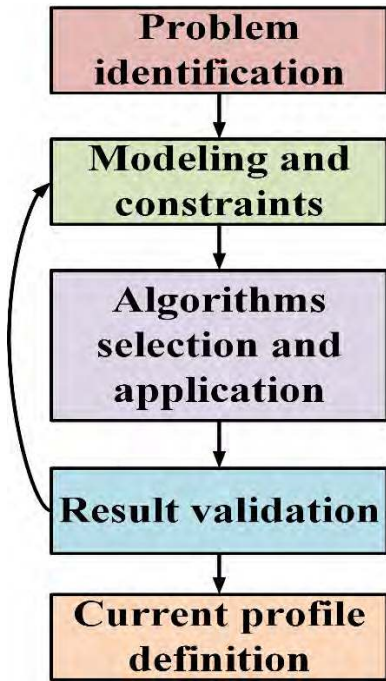 Problem
identification
Modeling and
constraints
Algorithms
selection and
application
Result validation
Current profile
definition